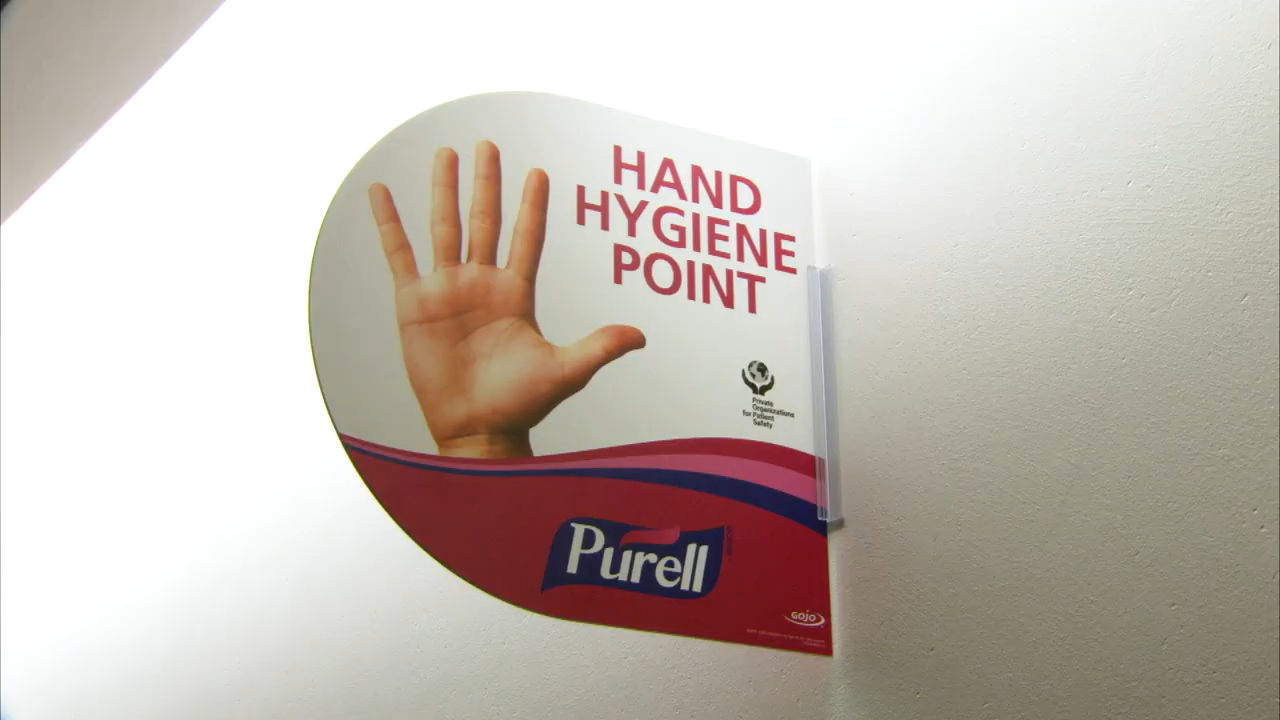 HAND
HYGIENE
POINT
Private
Organizations
for Patient
Safety
Purell
GOJO